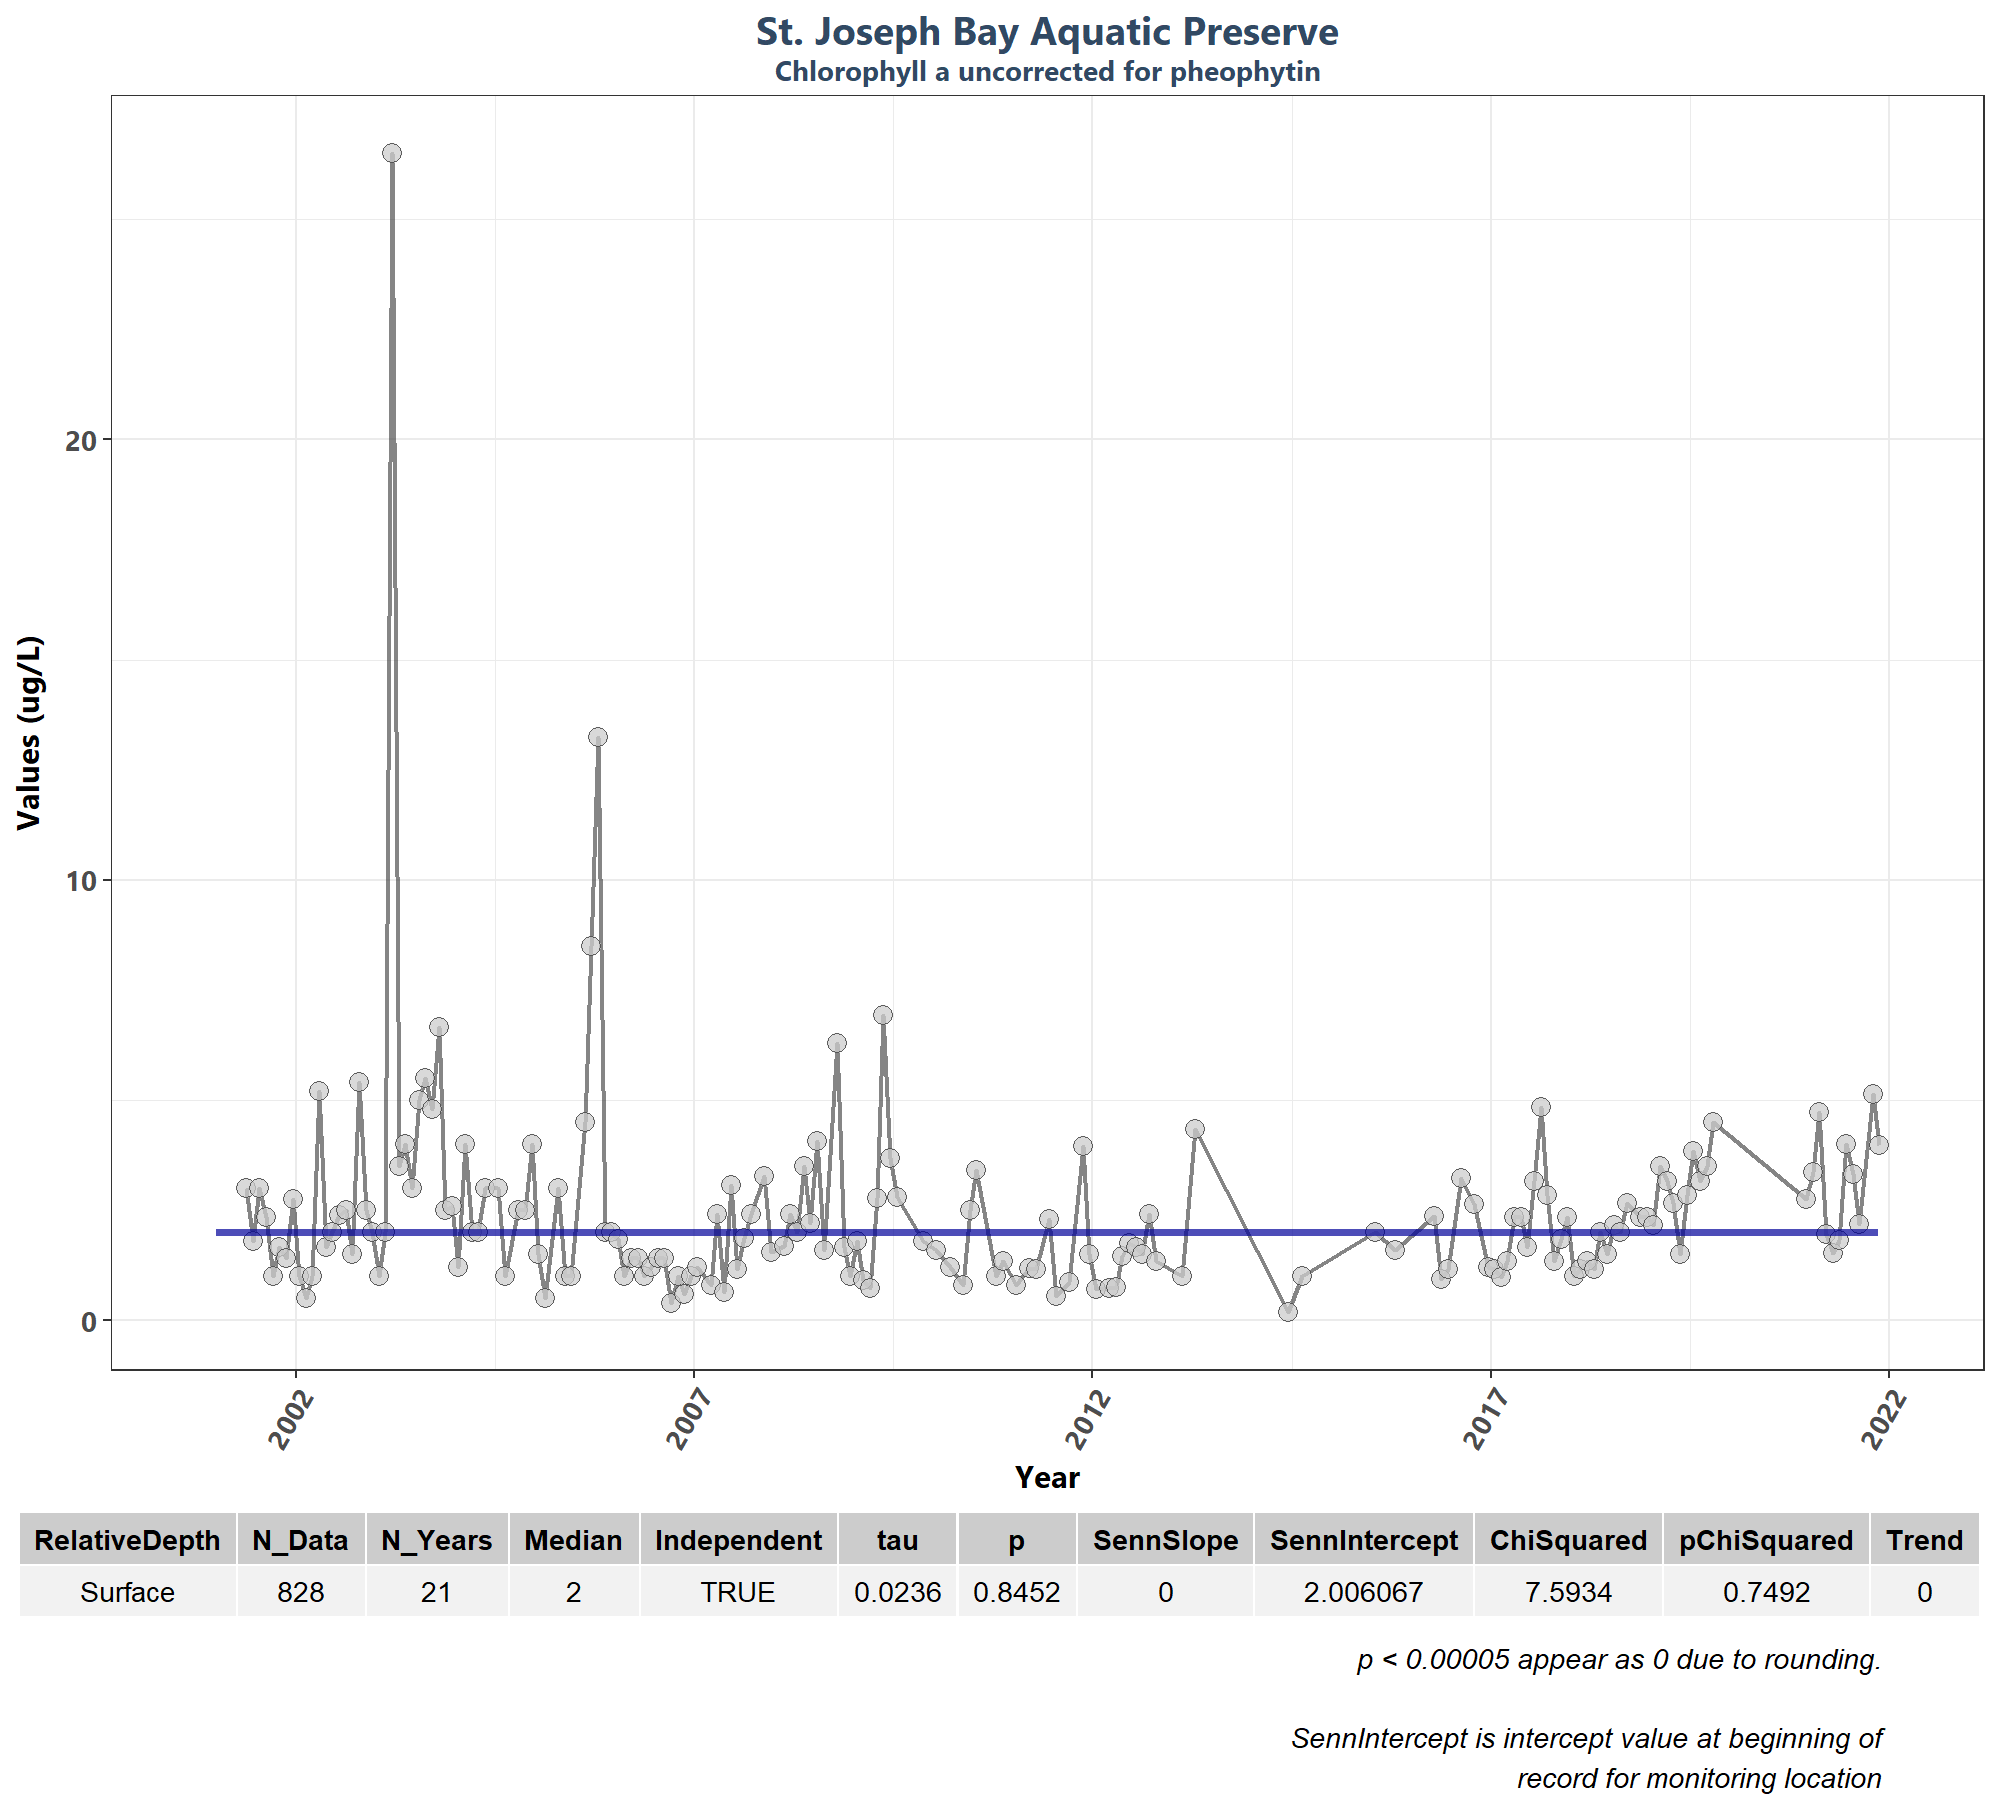 St. Joseph Bay Aquatic Preserve
Chlorophyll a uncorrected for pheophytin
Values (ug/L)
20
10
0
2002 2007 2012 2017 2022
Year
RelativeDepth N_Data N_Years Median Independent tau p SennSlope SennIntercept ChiSquared pChiSquared Trend
Surface 828 21 2 TRUE 0.0236 0.8452 0 2.006067 7.5934 0.7492 0
p < 0.00005 appear as 0 due to rounding.
SennIntercept is intercept value at beginning of
record for monitoring location